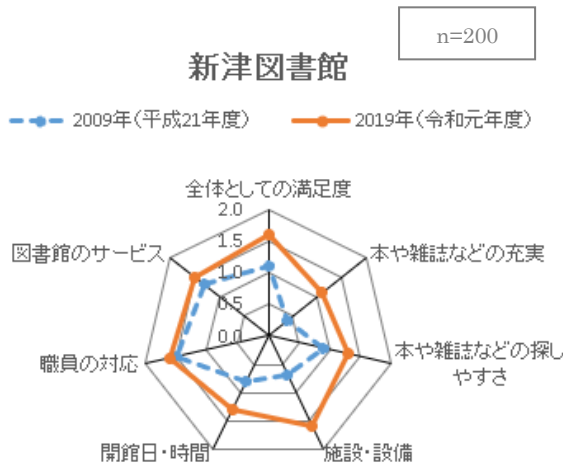 n=200
新津図書館
2009年(平成21年度)
2019年(令和元年度)
全体としての満足度
2.0
1.5
1.0
0.5
0.0
本や雑誌などの充実
本や雑誌などの探し
やすさ
施設・設備
開館日・時間
職員の対応
図書館のサービス